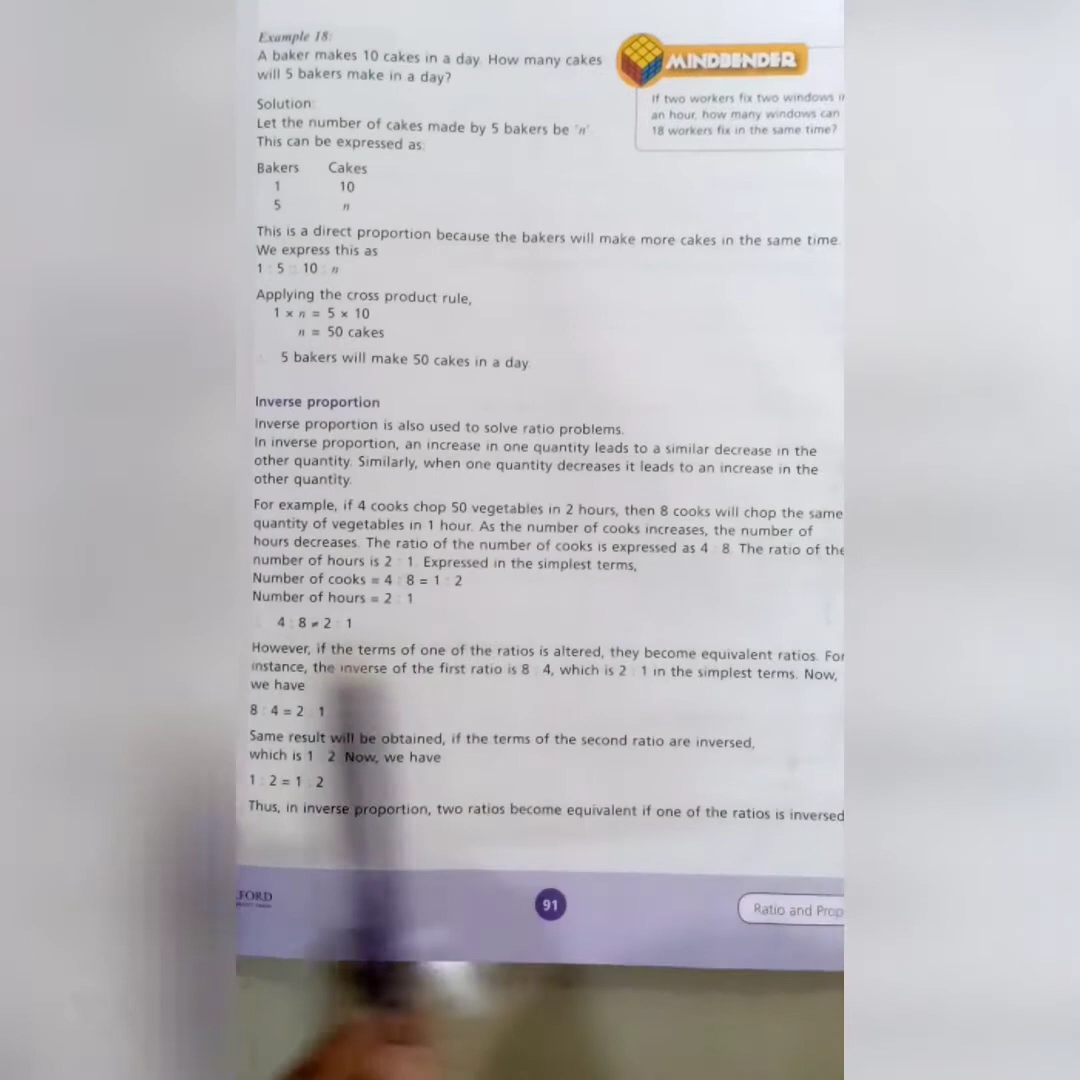 Example 18:
A baker makes 10 cakes in a day. How many cakes
will 5 bakers make in a day?
Solution:
Let the number of cakes made by 5 bakers be 'n'
This can be expressed as:
Bakers Cakes
1 10
5 n
This is a direct proportion because the bakers will make more cakes in the same time.
We express this as
1 : 5 :: 10 : n
Applying the cross product rule,
1 × n = 5 × 10
n = 50 cakes
5 bakers will make 50 cakes in a day
MINDBENDER
If two workers fix two windows
an hour, how many windows can
18 workers fix in the same time?
Inverse proportion
Inverse proportion is also used to solve ratio problems.
In inverse proportion, an increase in one quantity leads to a similar decrease in the
other quantity. Similarly, when one quantity decreases it leads to an increase in the
other quantity.
For example, if 4 cooks chop 50 vegetables in 2 hours, then 8 cooks will chop the same
quantity of vegetables in 1 hour. As the number of cooks increases, the number of
hours decreases. The ratio of the number of cooks is expressed as 4 : 8. The ratio of the
number of hours is 2 : 1. Expressed in the simplest terms,
Number of cooks = 4 : 8 = 1 : 2
Number of hours = 2 : 1
4 : 8 ≠ 2 : 1
However, if the terms of one of the ratios is altered, they become equivalent ratios. For
instance, the inverse of the first ratio is 8 : 4, which is 2 : 1 in the simplest terms. Now,
we have
8 : 4 = 2 : 1
Same result will be obtained, if the terms of the second ratio are inversed,
which is 1 : 2. Now, we have
1 : 2 = 1 : 2
Thus, in inverse proportion, two ratios become equivalent if one of the ratios is inversed
FORD
91
Ratio and Prop